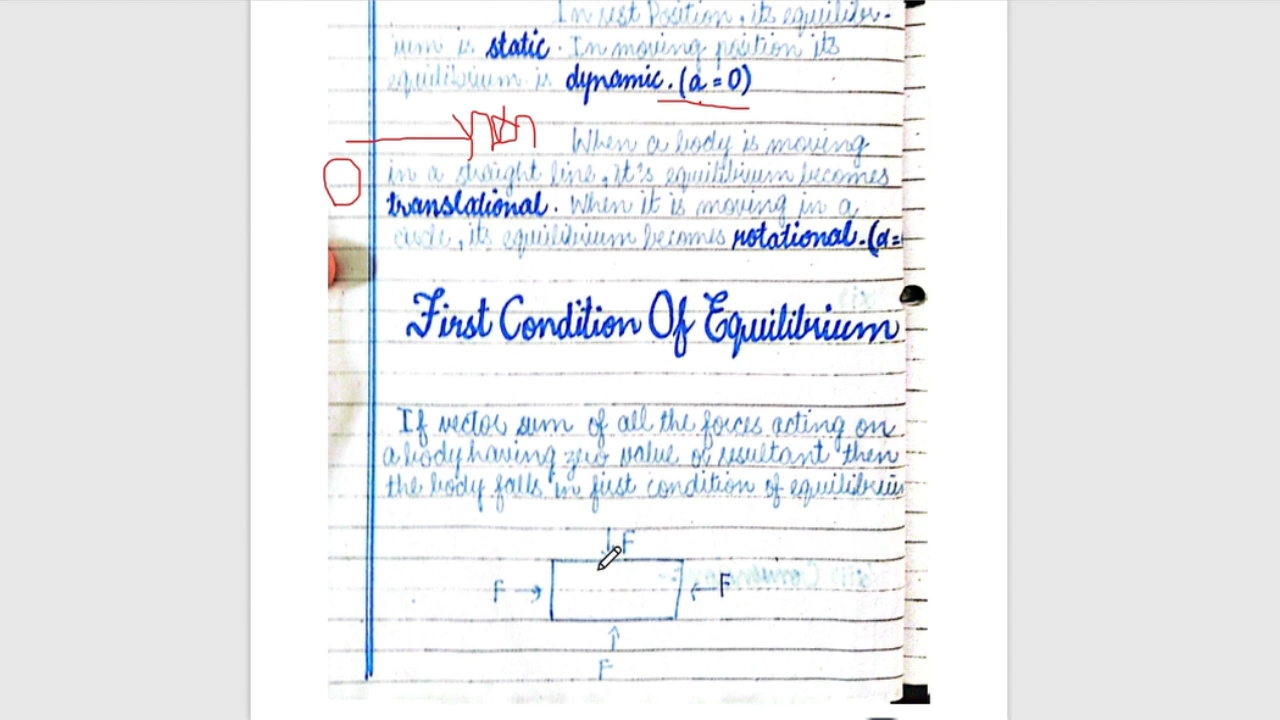 In rest Position, its equilibr-
ium is static. In moving position its
equilibrium is dynamic. (a = 0)
When a body is moving
in a straight line, it's equilibrium becomes
translational. When it is moving in a
circle, its equilibrium becomes rotational. (α=
First Condition Of Equilibrium
If vector sum of all the forces acting on
a body having zero value of resultant then
the body falls in first condition of equilibrium
F
F → ← F
F